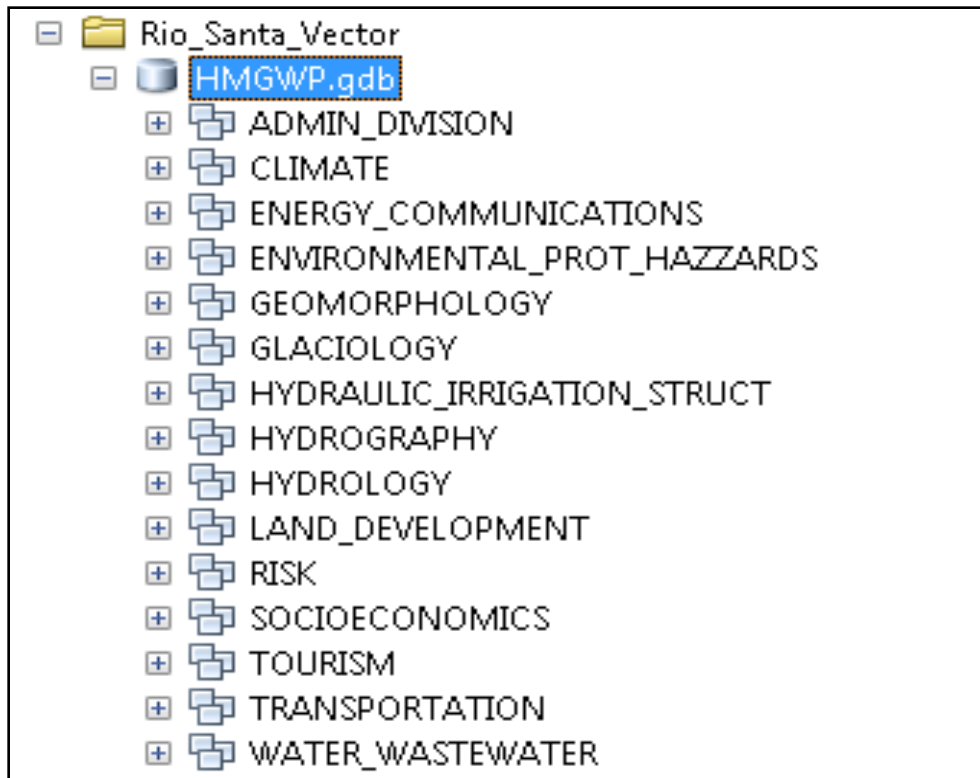 Rio_Santa_Vector
HMGWP.gdb
ADMIN_DIVISION
CLIMATE
ENERGY_COMMUNICATIONS
ENVIRONMENTAL_PROT_HAZZARDS
GEOMORPHOLOGY
GLACIOLOGY
HYDRAULIC_IRRIGATION_STRUCT
HYDROGRAPHY
HYDROLOGY
LAND_DEVELOPMENT
RISK
SOCIOECONOMICS
TOURISM
TRANSPORTATION
WATER_WASTEWATER